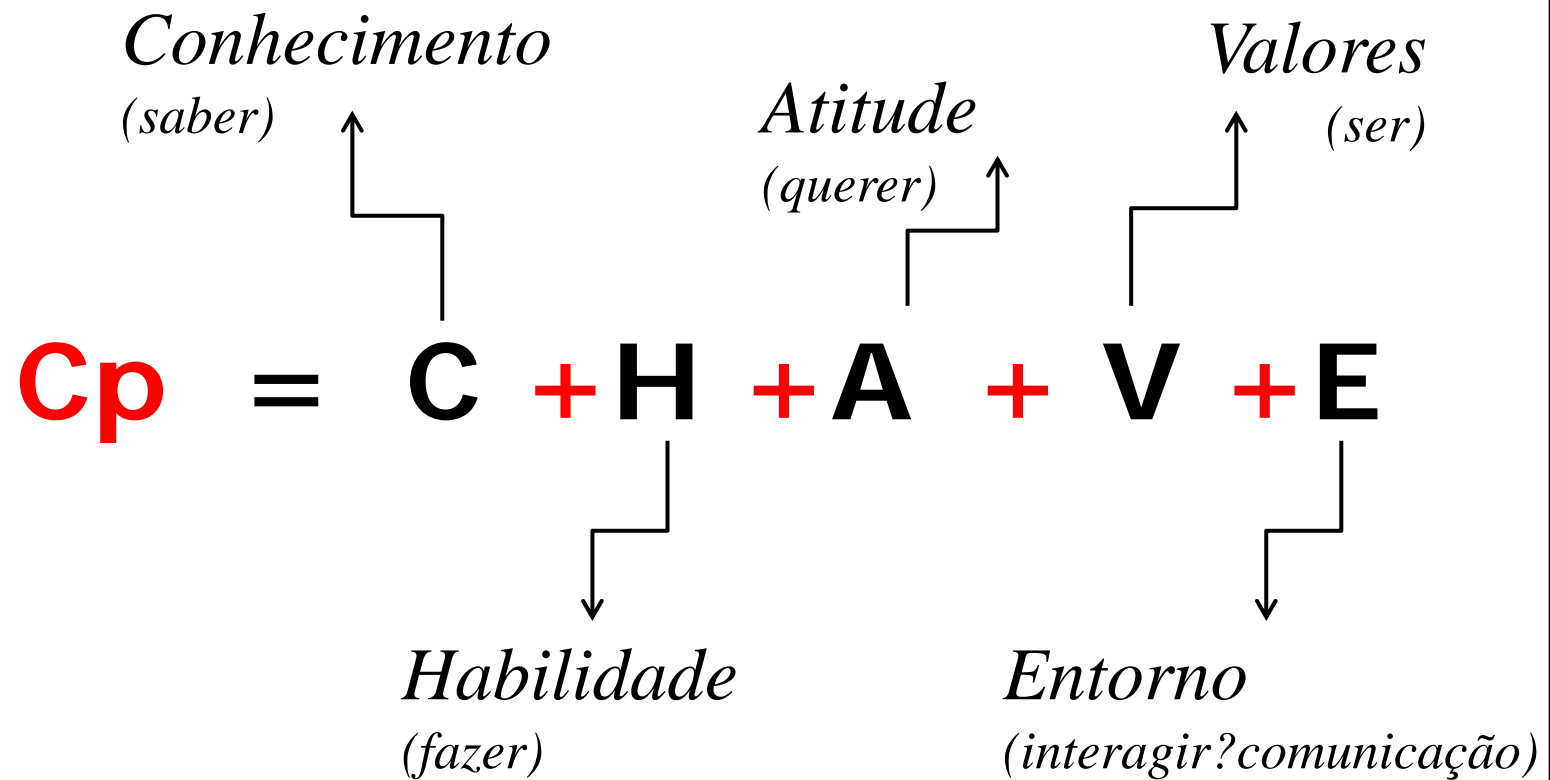 Conhecimento
(saber)
Atitude
(querer)
Valores
(ser)
Cp = C + H + A + V + E
Habilidade
(fazer)
Entorno
(interagir?comunicação)